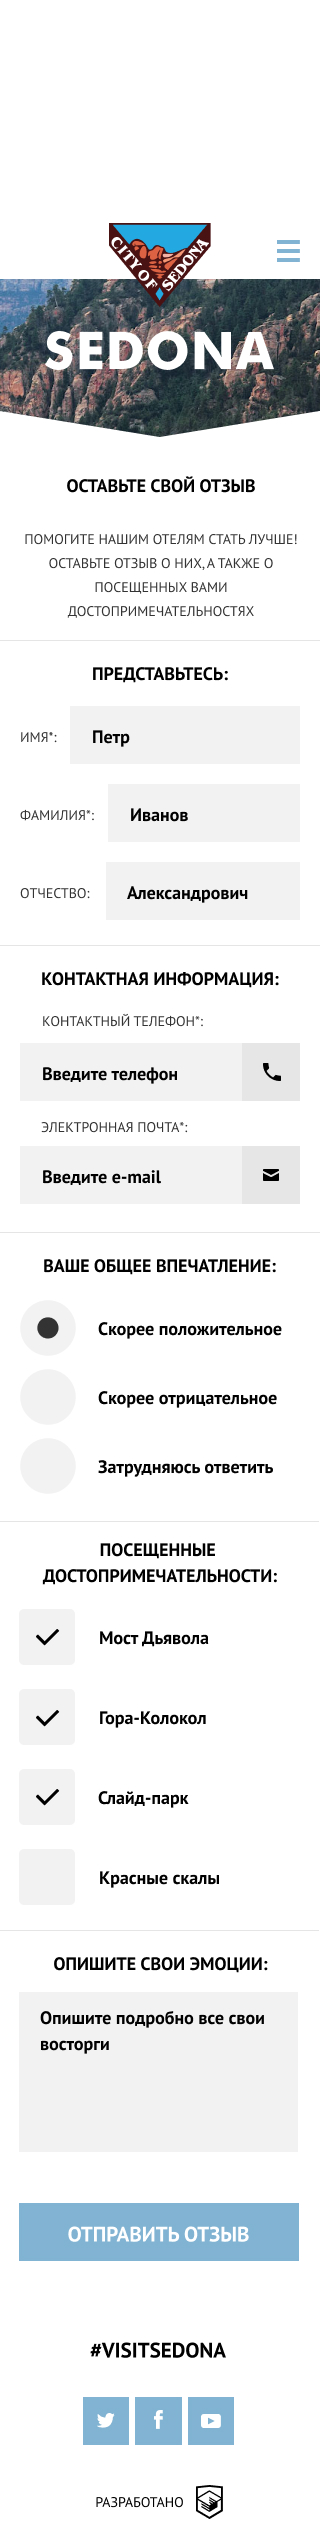 CITY OF SEDONA
SEDONA
ОСТАВЬТЕ СВОЙ ОТЗЫВ
ПОМОГИТЕ НАШИМ ОТЕЛЯМ СТАТЬ ЛУЧШЕ!
ОСТАВЬТЕ ОТЗЫВ О НИХ, А ТАКЖЕ О
ПОСЕЩЕННЫХ ВАМИ
ДОСТОПРИМЕЧАТЕЛЬНОСТЯХ
ПРЕДСТАВЬТЕСЬ:
ИМЯ*: Петр
ФАМИЛИЯ*: Иванов
ОТЧЕСТВО: Александрович
КОНТАКТНАЯ ИНФОРМАЦИЯ:
КОНТАКТНЫЙ ТЕЛЕФОН*:
Введите телефон
ЭЛЕКТРОННАЯ ПОЧТА*:
Введите e-mail
ВАШЕ ОБЩЕЕ ВПЕЧАТЛЕНИЕ:
Скорее положительное
Скорее отрицательное
Затрудняюсь ответить
ПОСЕЩЕННЫЕ
ДОСТОПРИМЕЧАТЕЛЬНОСТИ:
Мост Дьявола
Гора-Колокол
Слайд-парк
Красные скалы
ОПИШИТЕ СВОИ ЭМОЦИИ:
Опишите подробно все свои
восторги
ОТПРАВИТЬ ОТЗЫВ
#VISITSEDONA
РАЗРАБОТАНО